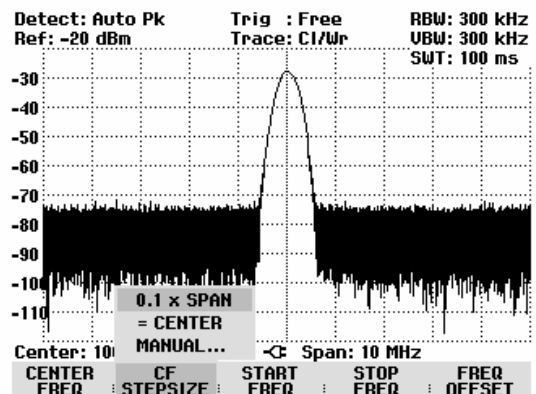 Detect: Auto Pk Trig : Free RBW: 300 kHz
Ref: -20 dBm Trace: Cl/Wr VBW: 300 kHz
SWT: 100 ms
-30
-40
-50
-60
-70
-80
-90
-100
-110
0.1 x SPAN
= CENTER
MANUAL...
Center: Span: 10 MHz
CENTER FREQ
CF STEPSIZE
START FREQ
STOP FREQ
FREQ OFFSET